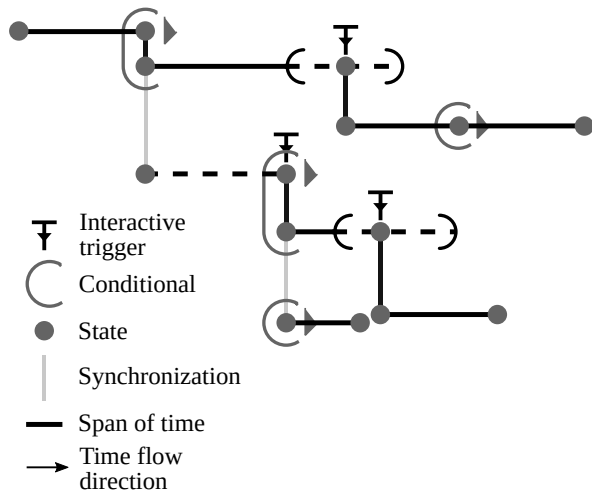 Interactive
trigger
Conditional
State
Synchronization
Span of time
Time flow
direction